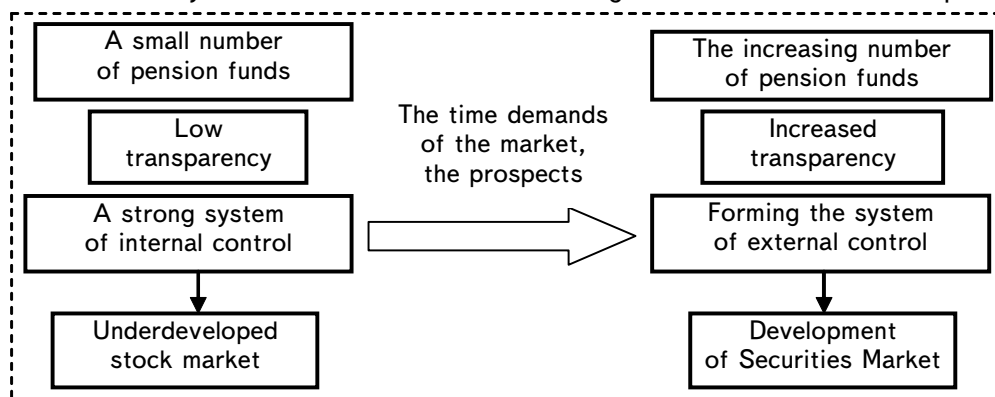 A small number
of pension funds
Low
transparency
A strong system
of internal control
Underdeveloped
stock market
The time demands
of the market,
the prospects
The increasing number
of pension funds
Increased
transparency
Forming the system
of external control
Development
of Securities Market